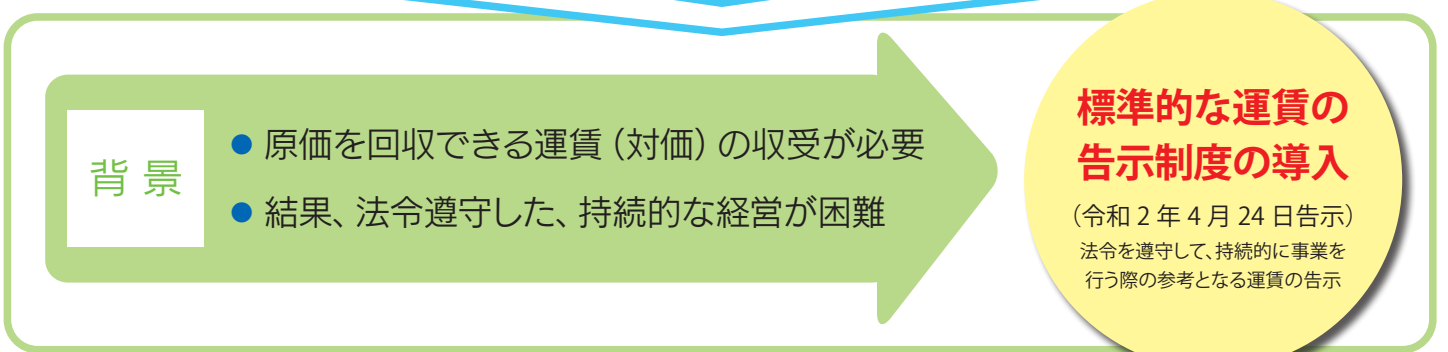 背景
● 原価を回収できる運賃（対価）の収受が必要
● 結果、法令遵守した、持続的な経営が困難
標準的な運賃の
告示制度の導入
（令和 2 年 4 月 24 日告示）
法令を遵守して、持続的に事業を
行う際の参考となる運賃の告示